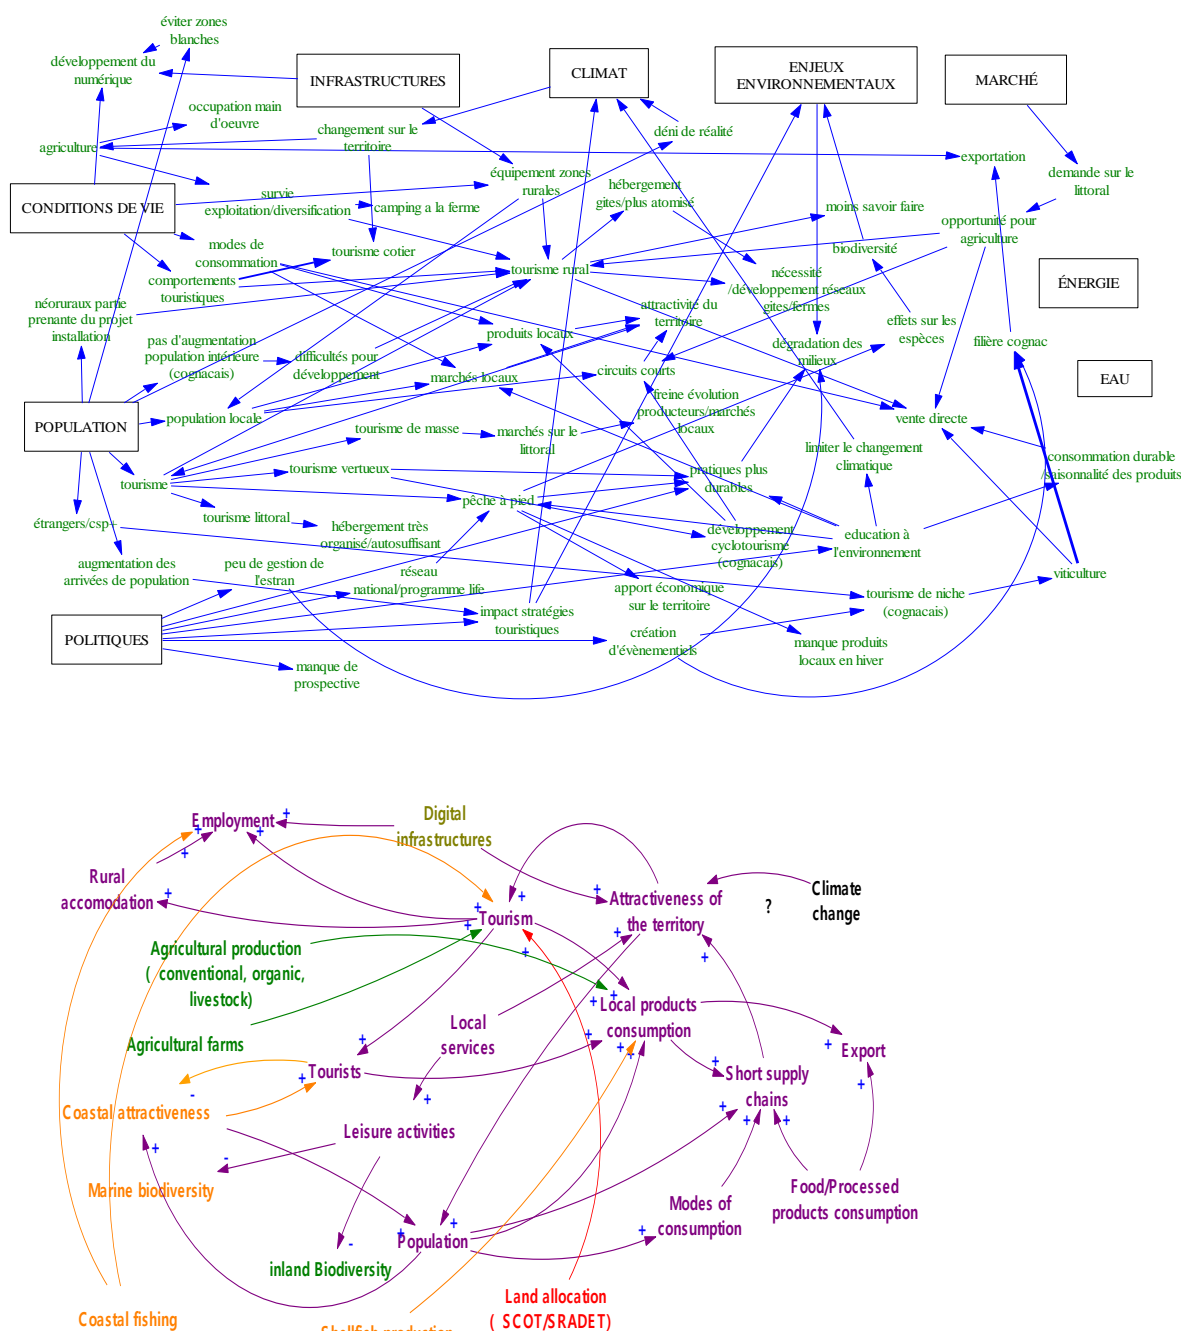 éviter zones
blanches
développement du
numérique
INFRASTRUCTURES
CLIMAT
ENJEUX
ENVIRONNEMENTAUX
MARCHÉ
occupation main
d'oeuvre
changement sur le
territoire
déni de réalité
agriculture
exportation
équipement zones
rurales
hébergement
gites/plus atomisé
demande sur le
littoral
CONDITIONS DE VIE
survie
exploitation/diversification
camping a la ferme
moins savoir faire
opportunité pour
agriculture
modes de
consommation
tourisme cotier
biodiversité
comportements
touristiques
tourisme rural
nécessité
/développement réseaux
gites/fermes
ÉNERGIE
néoruraux partie
prenante du projet
installation
attractivité du
territoire
effets sur les
espèces
pas d'augmentation
population intérieure
(cognacais)
difficultés pour
développement
produits locaux
dégradation des
milieux
filière cognac
marchés locaux
circuits courts
EAU
freine évolution
producteurs/marchés
locaux
POPULATION
population locale
vente directe
tourisme de masse
marchés sur le
littoral
limiter le changement
climatique
consommation durable
/saisonnalité des produits
tourisme
tourisme vertueux
pratiques plus
durables
pêche à pied
étrangers/csp+
tourisme littoral
hébergement très
organisé/autosuffisant
développement
cyclotourisme
(cognacais)
education à
l'environnement
augmentation des
arrivées de population
peu de gestion de
l'estran
réseau
national/programme life
apport économique
sur le territoire
tourisme de niche
(cognacais)
viticulture
impact stratégies
touristiques
POLITIQUES
création
d'évènementiels
manque produits
locaux en hiver
manque de
prospective
Employment
Digital
infrastructures
Rural
accomodation
Attractiveness of
the territory
?
Climate
change
Tourism
Agricultural production
( conventional, organic,
livestock)
Local products
consumption
Local
services
Agricultural farms
Export
Tourists
Short supply
chains
Coastal attractiveness
Leisure activities
Marine biodiversity
Food/Processed
products consumption
Modes of
consumption
Population
inland Biodiversity
Land allocation
( SCOT/SRADET)
Coastal fishing
Shellfish production